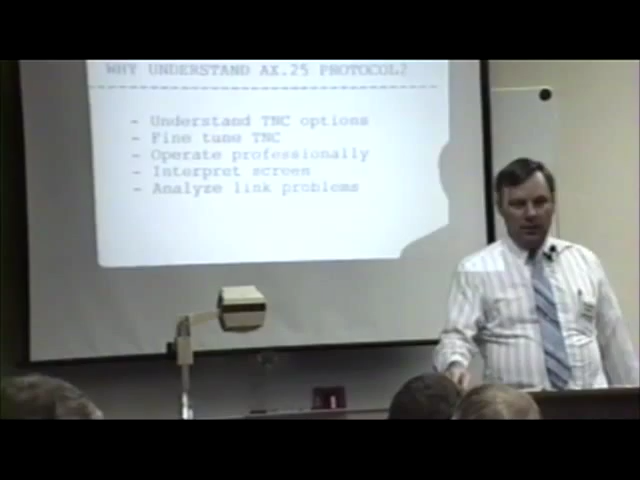 WHY UNDERSTAND AX.25 PROTOCOL?
- Understand TNC options
- Fine tune TNC
- Operate professionally
- Interpret screen
- Analyze link problems